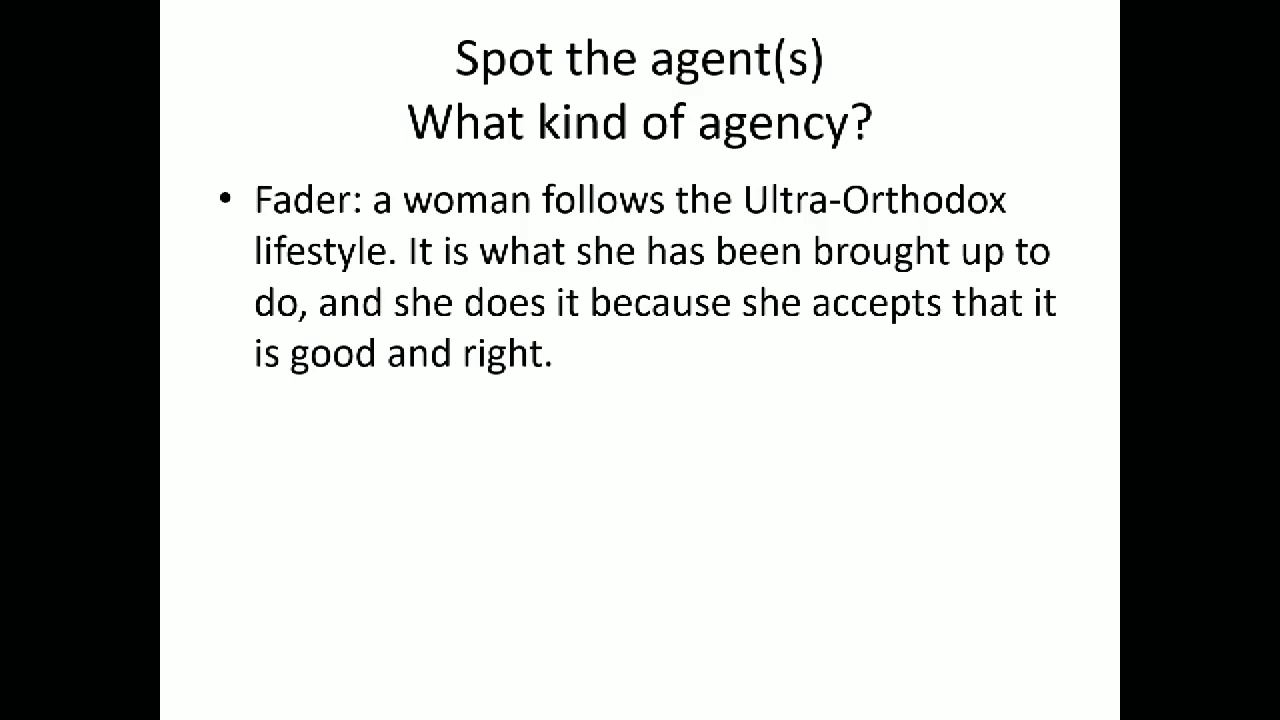 Spot the agent(s)
What kind of agency?
• Fader: a woman follows the Ultra-Orthodox
lifestyle. It is what she has been brought up to
do, and she does it because she accepts that it
is good and right.